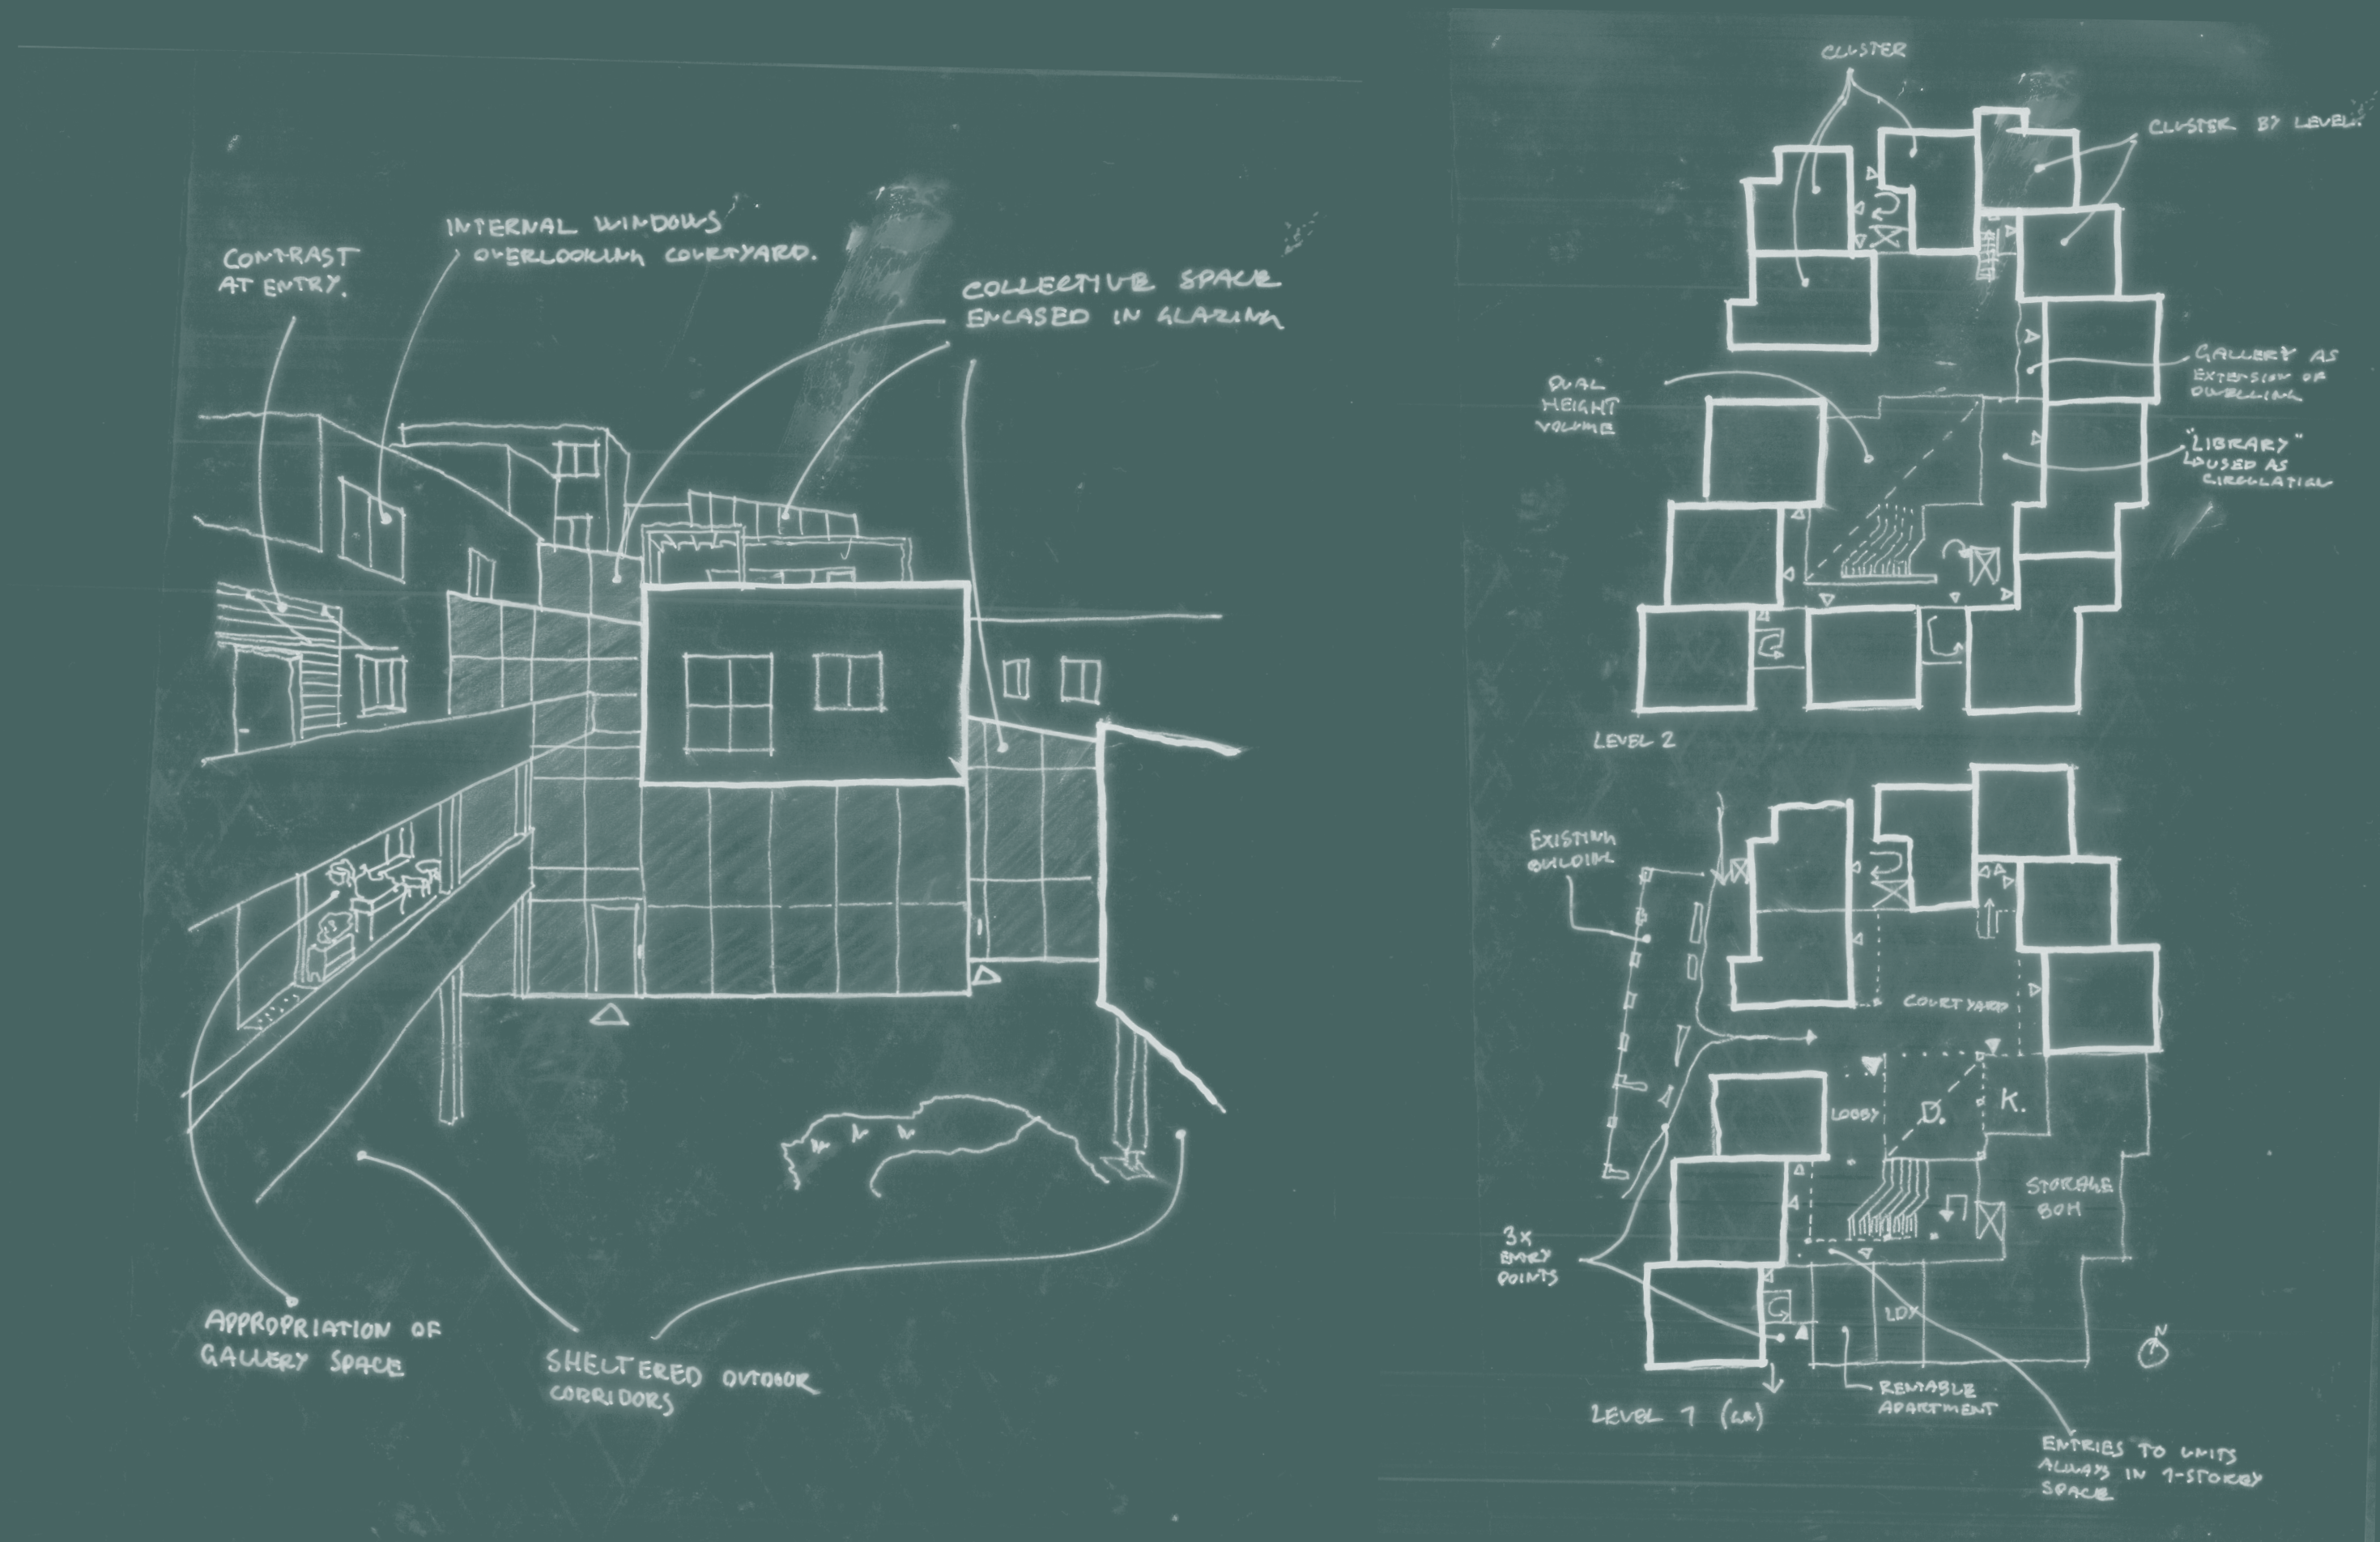 CONTRAST
AT ENTRY.
INTERNAL WINDOWS
OVERLOOKING COURTYARD.
COLLECTIVE SPACE
ENCASED IN GLAZING
APPROPRIATION OF
GALLERY SPACE
SHELTERED OUTDOOR
CORRIDORS
CLUSTER
CLUSTER BY LEVEL.
DUAL
HEIGHT
VOLUME
GALLERY AS
EXTENSION OF
DWELLING
"LIBRARY"
USED AS
CIRCULATION
LEVEL 2
EXISTING
BUILDING
COURTYARD
LOBBY
D.
K.
STORAGE
BOH
3x
ENTRY
POINTS
LDY
N
RENTABLE
APARTMENT
LEVEL 1 (GR)
ENTRIES TO UNITS
ALWAYS IN 1-STOREY
SPACE